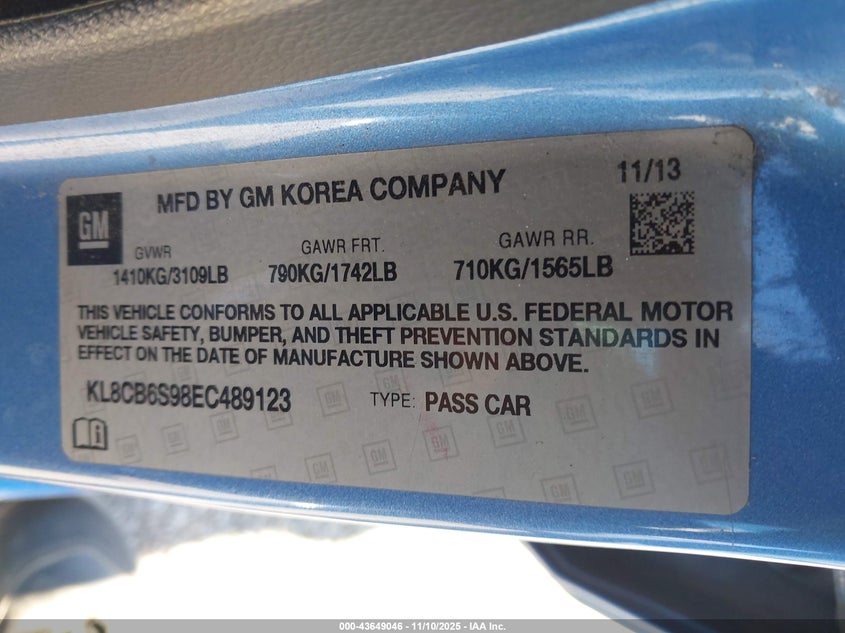 MFD BY GM KOREA COMPANY 11/13
GM
GVWR GAWR FRT. GAWR RR.
1410KG/3109LB 790KG/1742LB 710KG/1565LB
THIS VEHICLE CONFORMS TO ALL APPLICABLE U.S. FEDERAL MOTOR
VEHICLE SAFETY, BUMPER, AND THEFT PREVENTION STANDARDS IN
EFFECT ON THE DATE OF MANUFACTURE SHOWN ABOVE.
KL8CB6S98EC489123 TYPE: PASS CAR
000-43649046 - 11/10/2025 - IAA Inc.